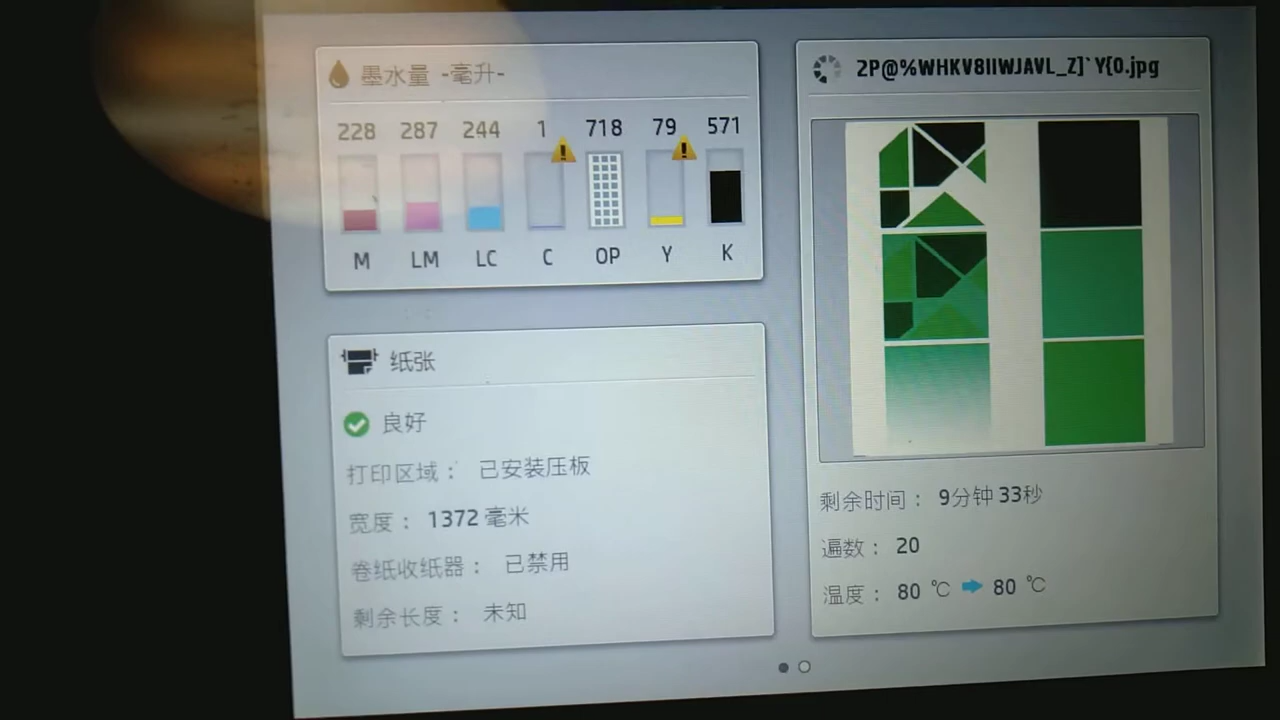 墨水量 -毫升-
228 287 244 1 718 79 571
M LM LC C OP Y K
纸张
良好
打印区域： 已安装压板
宽度： 1372 毫米
卷纸收纸器： 已禁用
剩余长度： 未知
2P@%WHKV8IIWJAVL_Z]`Y{0.jpg
剩余时间： 9分钟 33秒
遍数： 20
温度： 80 ℃ 80 ℃